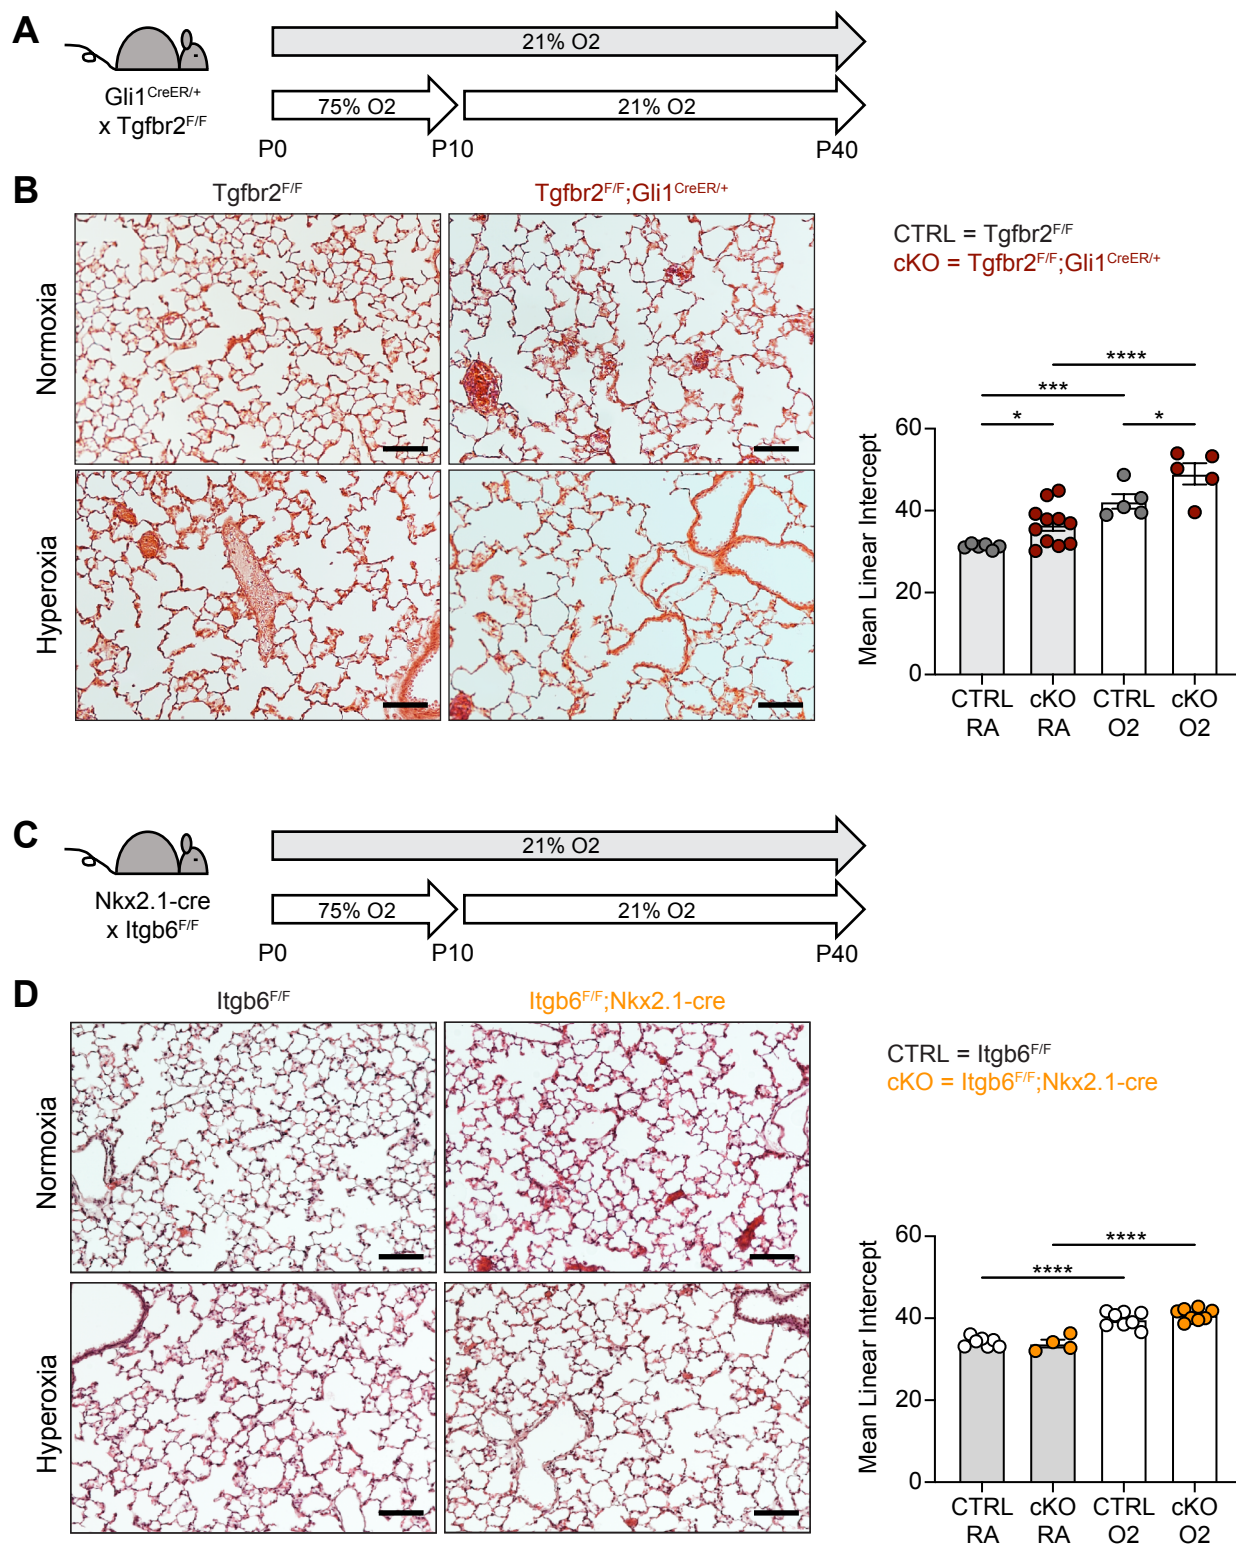 A
21% O2
Gli1CreER/+
x Tgfbr2F/F
75% O2
21% O2
P0
P10
P40
B
Tgfbr2F/F
Tgfbr2F/F;Gli1CreER/+
Normoxia
Hyperoxia
CTRL = Tgfbr2F/F
cKO = Tgfbr2F/F;Gli1CreER/+
****
***
*
*
Mean Linear Intercept
60
40
20
0
CTRL RA
cKO RA
CTRL O2
cKO O2
C
21% O2
Nkx2.1-cre
x Itgb6F/F
75% O2
21% O2
P0
P10
P40
D
Itgb6F/F
Itgb6F/F;Nkx2.1-cre
Normoxia
Hyperoxia
CTRL = Itgb6F/F
cKO = Itgb6F/F;Nkx2.1-cre
****
****
Mean Linear Intercept
60
40
20
0
CTRL RA
cKO RA
CTRL O2
cKO O2